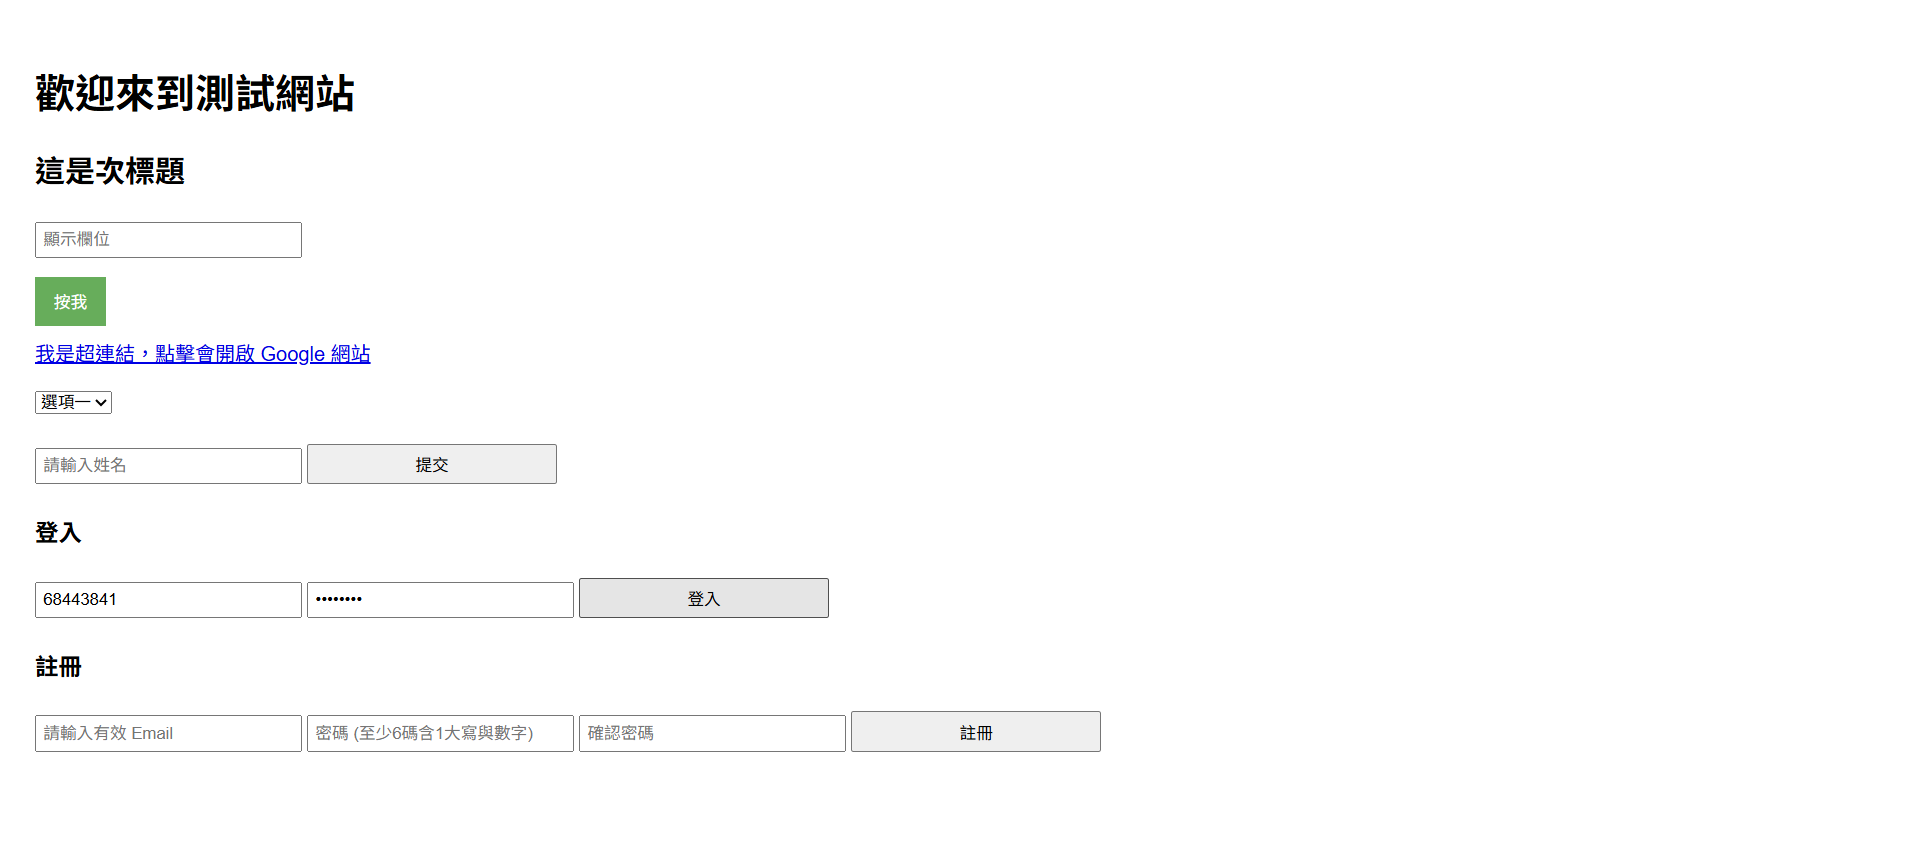 歡迎來到測試網站
這是次標題
顯示欄位
按我
我是超連結，點擊會開啟 Google 網站
選項一
請輸入姓名 提交
登入
68443841 •••••••• 登入
註冊
請輸入有效 Email 密碼 (至少6碼含1大寫與數字) 確認密碼 註冊